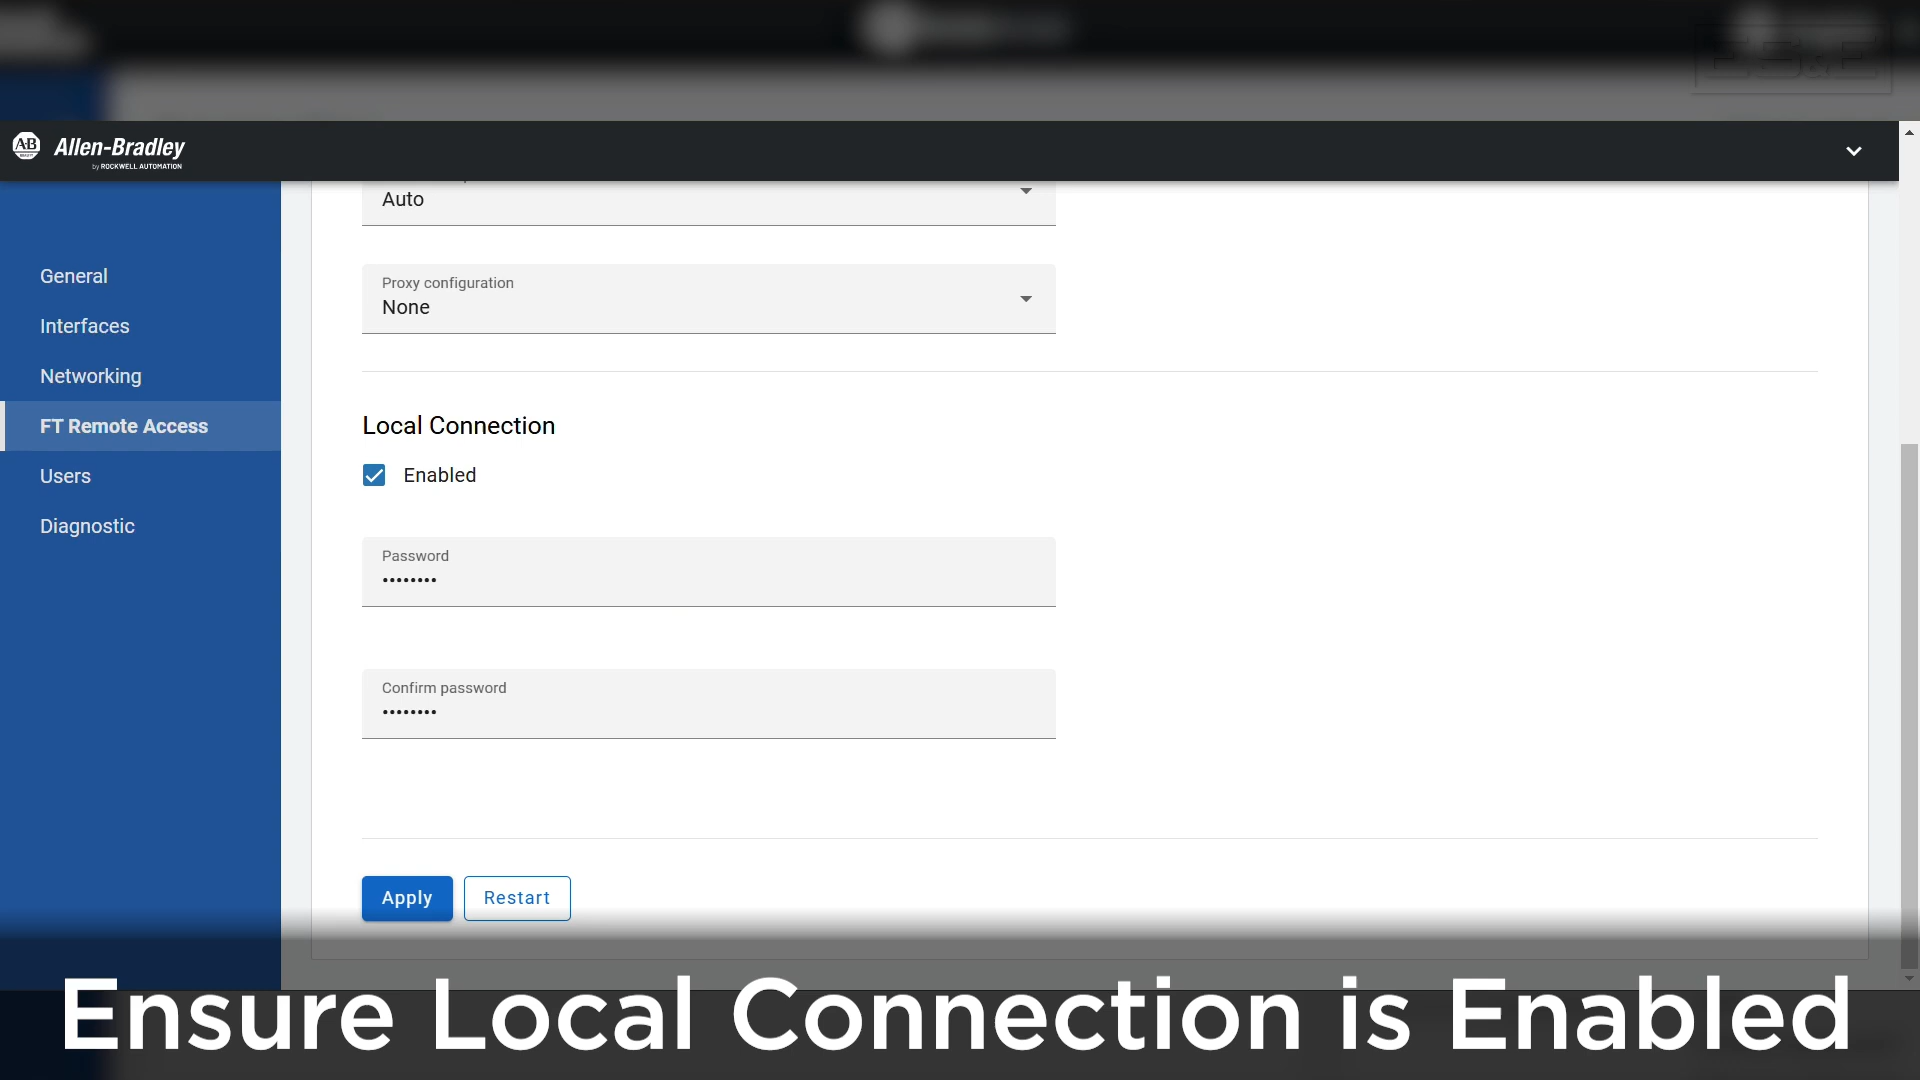 Allen-Bradley
by ROCKWELL AUTOMATION
Auto
General
Interfaces
Networking
FT Remote Access
Users
Diagnostic
Proxy configuration
None
Local Connection
Enabled
Password
••••••••
Confirm password
••••••••
Apply
Restart
Ensure Local Connection is Enabled